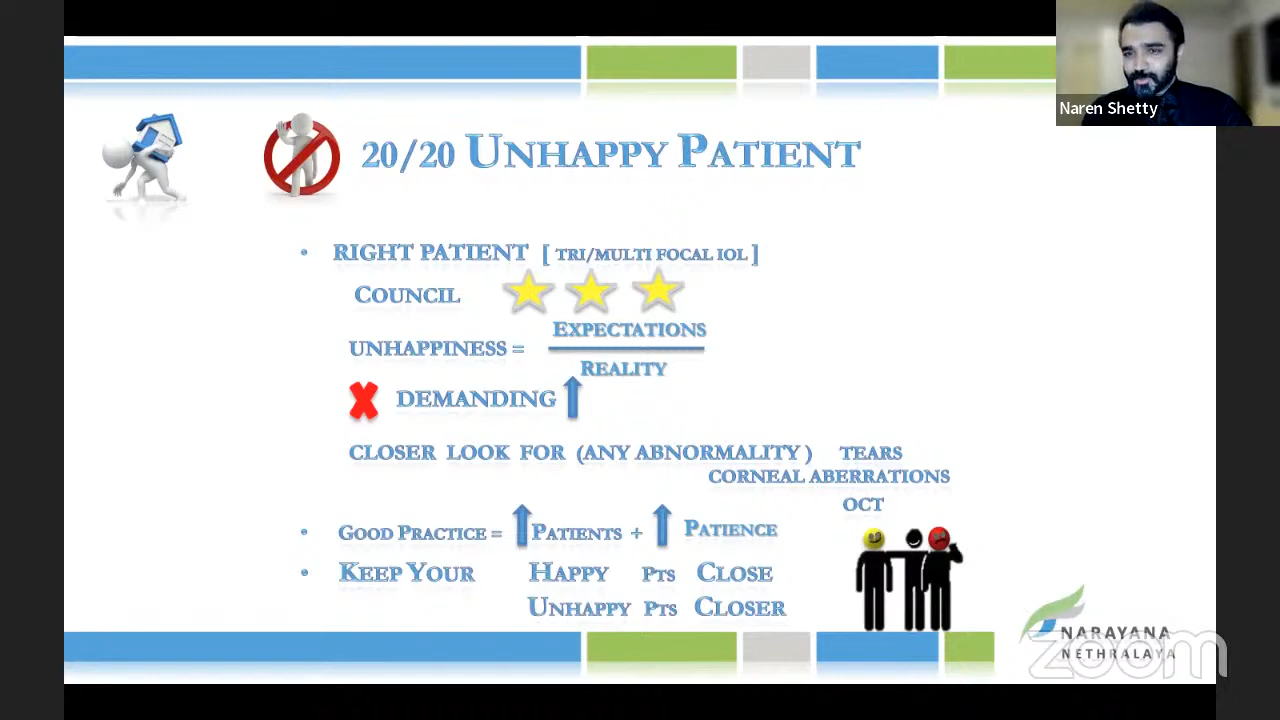 Naren Shetty
20/20 UNHAPPY PATIENT
• RIGHT PATIENT [ TRI/MULTI FOCAL IOL ]
COUNCIL
UNHAPPINESS = EXPECTATIONS
REALITY
DEMANDING
CLOSER LOOK FOR (ANY ABNORMALITY ) TEARS
CORNEAL ABERRATIONS
OCT
• GOOD PRACTICE = PATIENTS + PATIENCE
• KEEP YOUR HAPPY PTS CLOSE
UNHAPPY PTS CLOSER
NARAYANA
NETHRALAYA
zoom